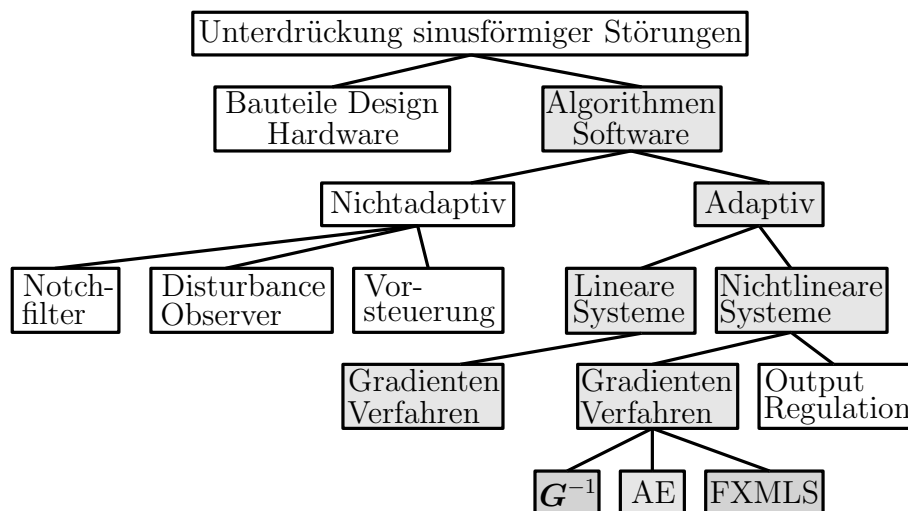 Unterdrückung sinusförmiger Störungen
Bauteile Design
Hardware
Algorithmen
Software
Nichtadaptiv
Adaptiv
Notch-
filter
Disturbance
Observer
Vor-
steuerung
Lineare
Systeme
Nichtlineare
Systeme
Gradienten
Verfahren
Gradienten
Verfahren
Output
Regulation
G⁻¹
AE
FXMLS